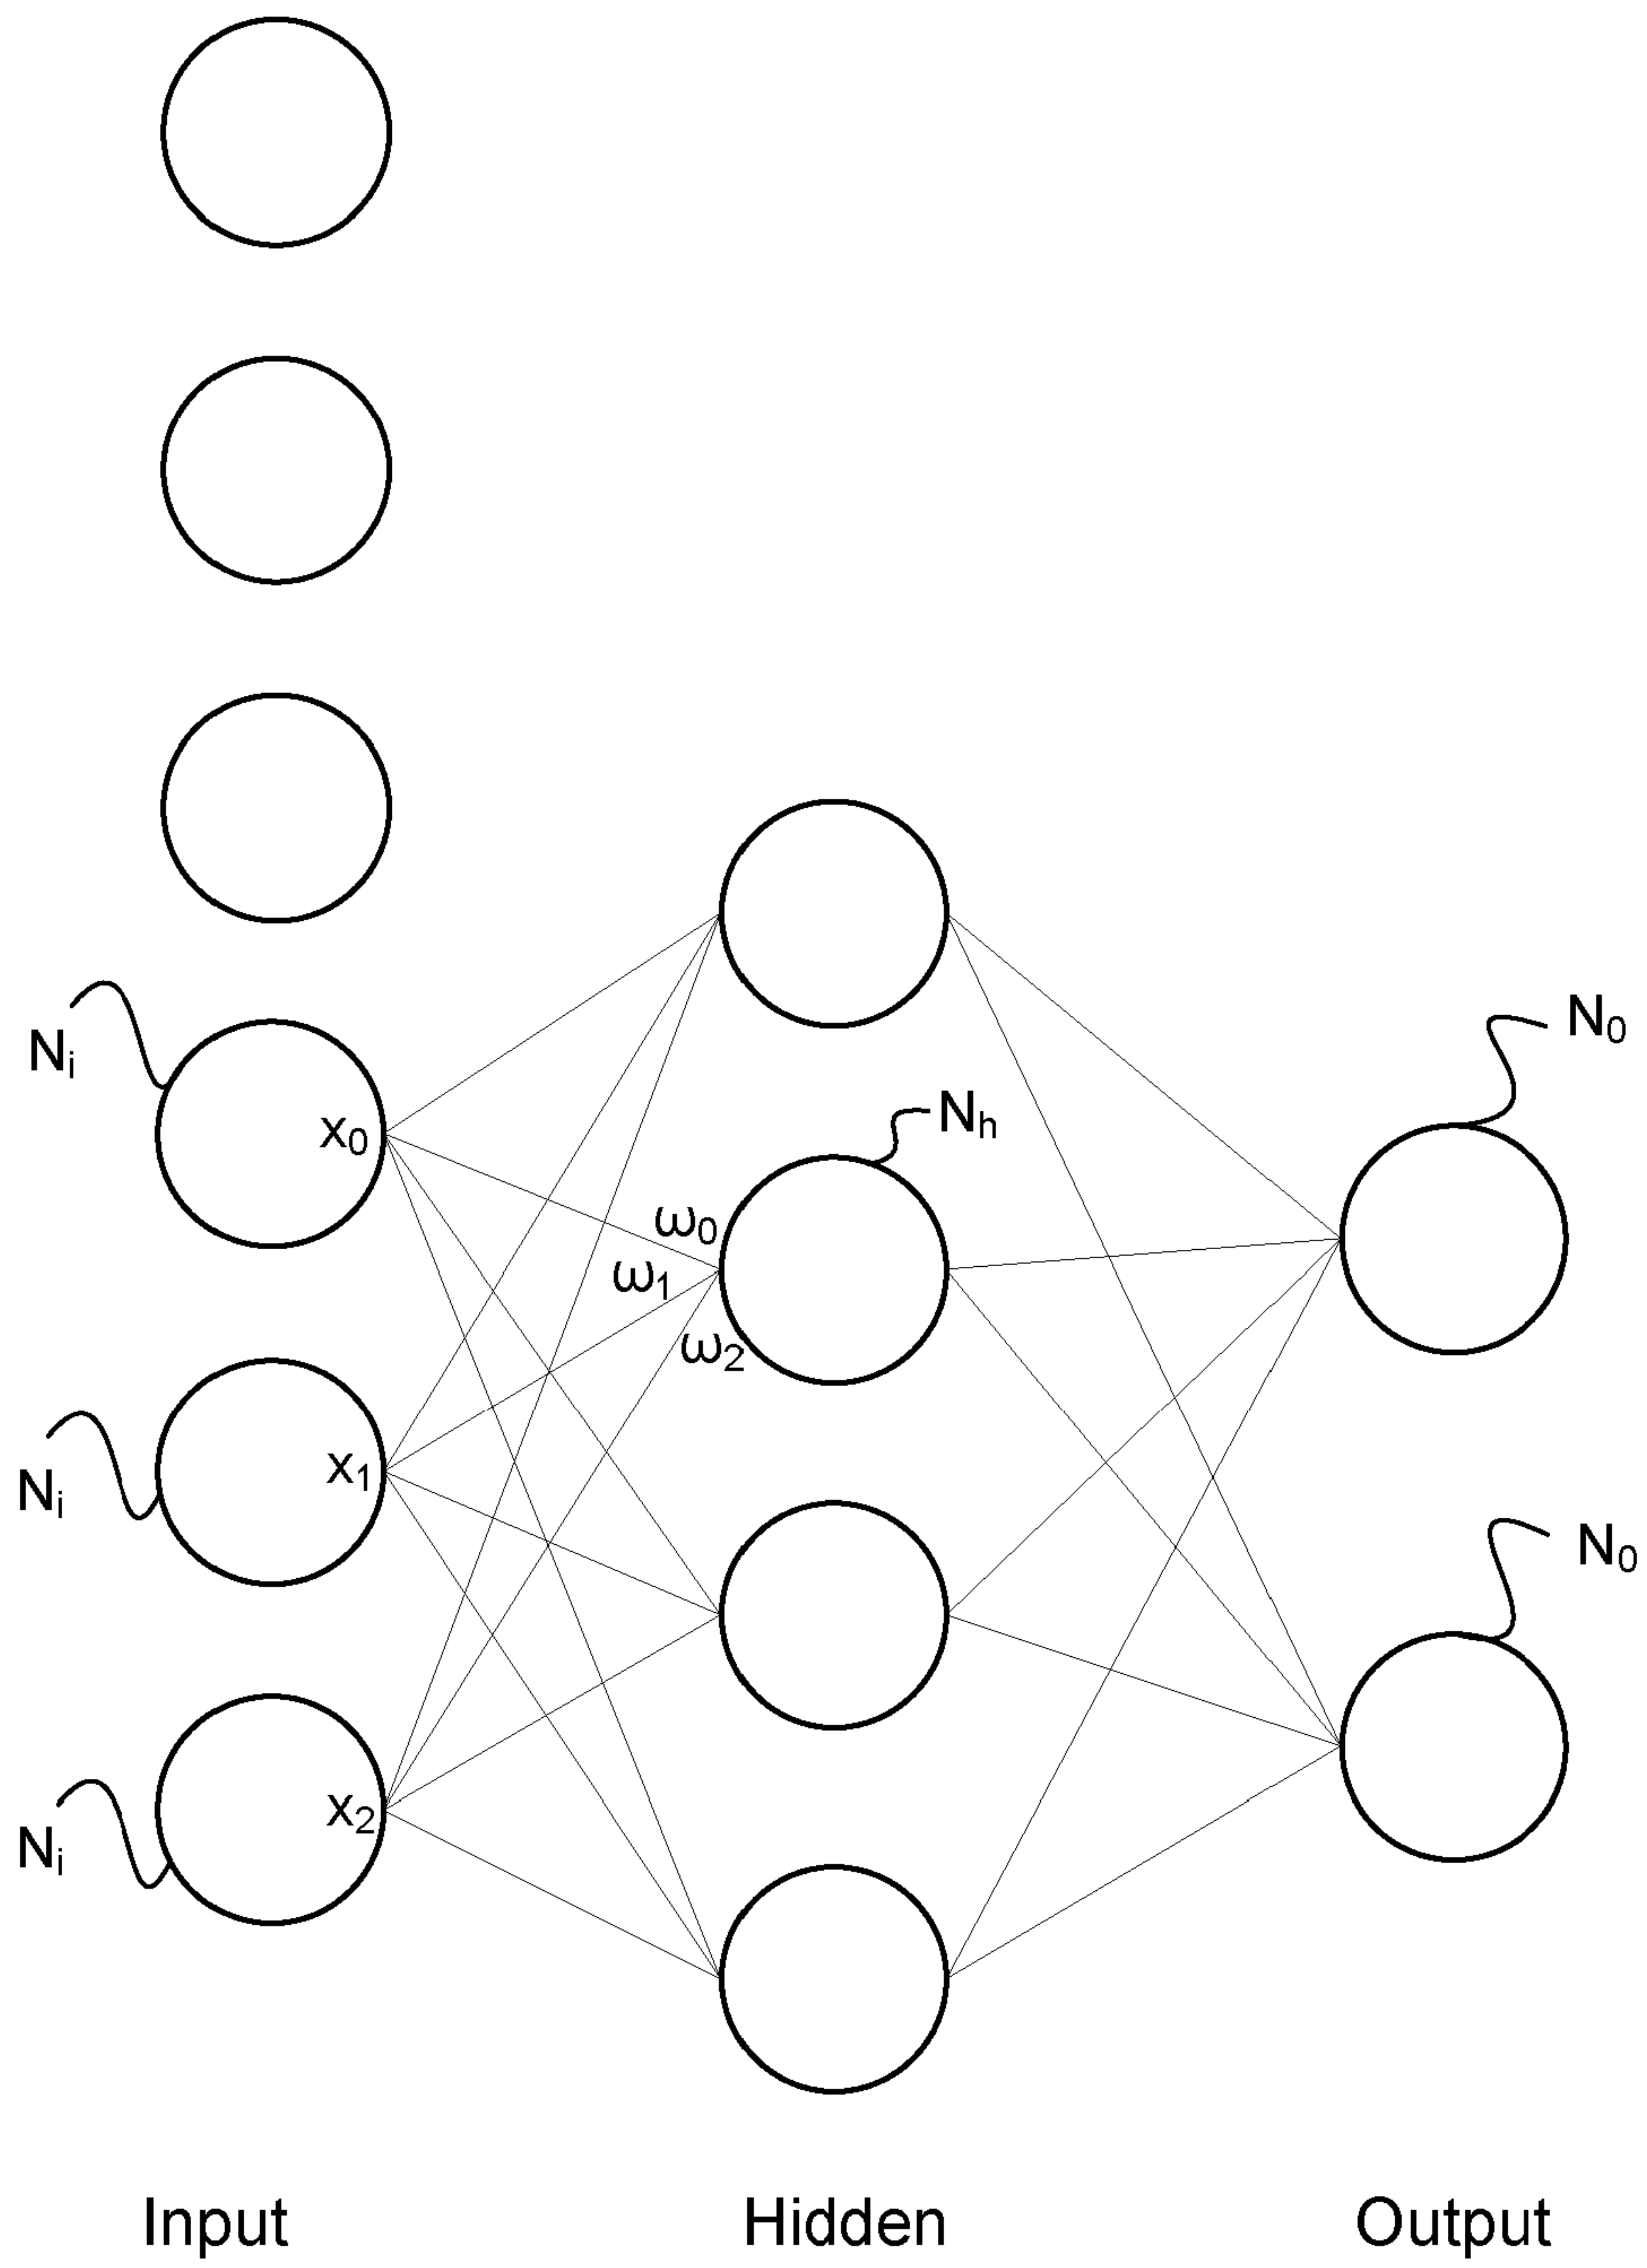 N₀
Nᵢ
x₀
Nₕ
ω₀
ω₁
ω₂
Nᵢ
x₁
N₀
Nᵢ
x₂
Input Hidden Output